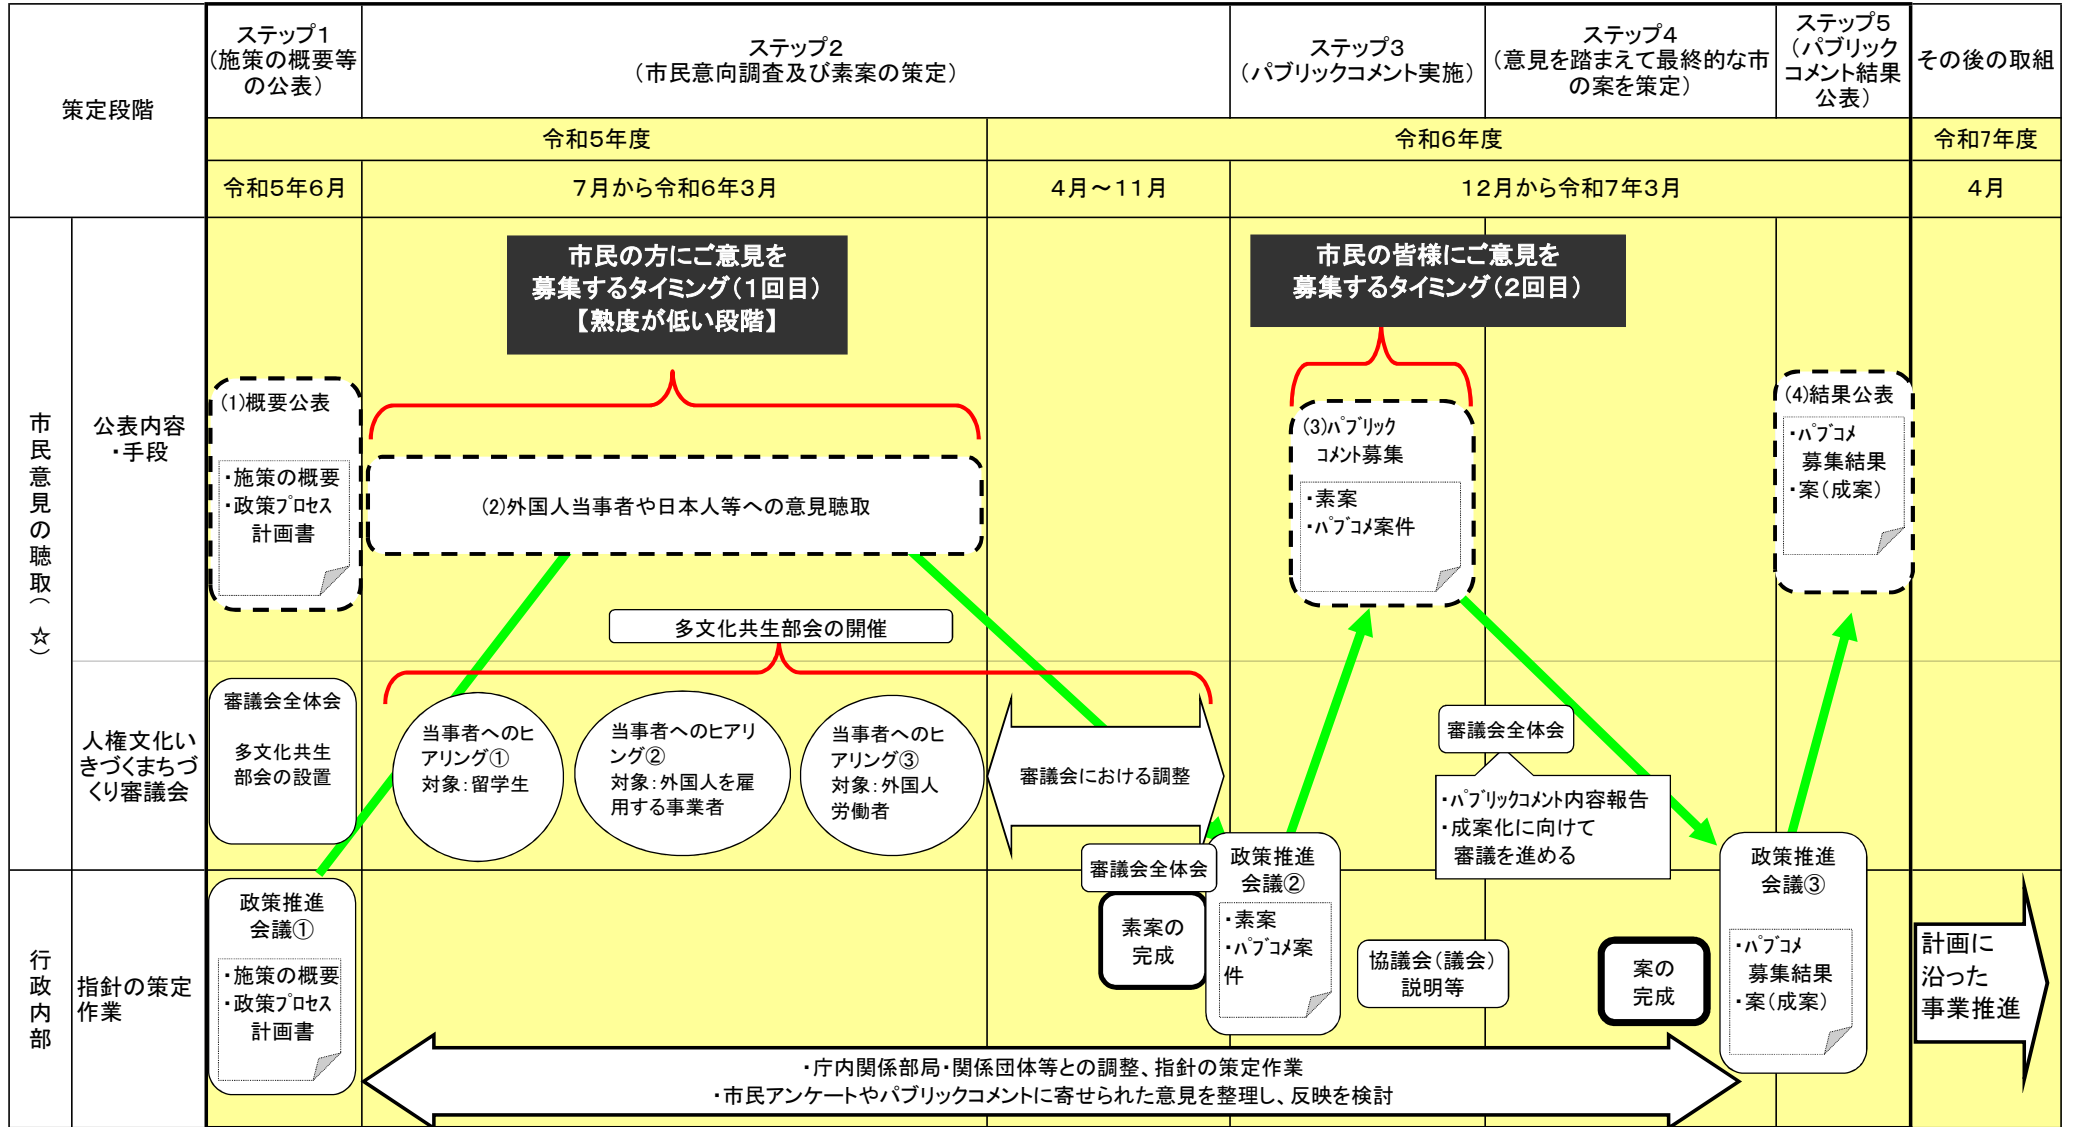 策定段階
ステップ1
(施策の概要等
の公表)
ステップ2
(市民意向調査及び素案の策定)
ステップ3
(パブリックコメント実施)
ステップ4
(意見を踏まえて最終的な市
の案を策定)
ステップ5
(パブリック
コメント結果
公表)
その後の取組
令和5年度
令和6年度
令和7年度
令和5年6月
7月から令和6年3月
4月～11月
12月から令和7年3月
4月
市民意見の聴取(☆)
公表内容
・手段
市民の方にご意見を
募集するタイミング(1回目)
【熟度が低い段階】
市民の皆様にご意見を
募集するタイミング(2回目)
(1)概要公表
・施策の概要
・政策ﾌﾟﾛｾｽ
計画書
(2)外国人当事者や日本人等への意見聴取
(3)ﾊﾟﾌﾞﾘｯｸ
ｺﾒﾝﾄ募集
・素案
・ﾊﾟﾌﾞｺﾒ案件
(4)結果公表
・ﾊﾟﾌﾞｺﾒ
募集結果
・案(成案)
多文化共生部会の開催
人権文化い
きづくまちづ
くり審議会
審議会全体会
多文化共生
部会の設置
当事者へのヒ
アリング①
対象:留学生
当事者へのヒアリ
ング②
対象:外国人を雇
用する事業者
当事者へのヒ
アリング③
対象:外国人
労働者
審議会における調整
審議会全体会
・ﾊﾟﾌﾞﾘｯｸｺﾒﾝﾄ内容報告
・成案化に向けて
審議を進める
審議会全体会
行政内部
指針の策定
作業
政策推進
会議①
・施策の概要
・政策ﾌﾟﾛｾｽ
計画書
素案の
完成
政策推進
会議②
・素案
・ﾊﾟﾌﾞｺﾒ案
件
協議会(議会)
説明等
案の
完成
政策推進
会議③
・ﾊﾟﾌﾞｺﾒ
募集結果
・案(成案)
計画に
沿った
事業推進
・庁内関係部局・関係団体等との調整、指針の策定作業
・市民アンケートやパブリックコメントに寄せられた意見を整理し、反映を検討